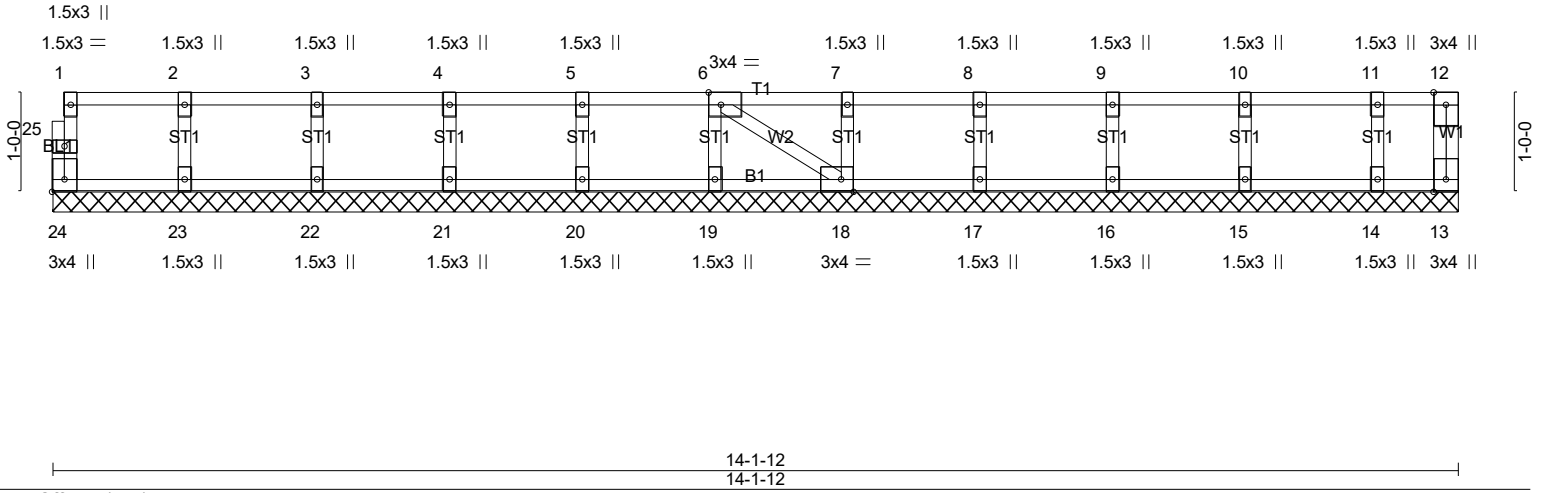 1.5x3 ||
1.5x3 = 1.5x3 || 1.5x3 || 1.5x3 || 1.5x3 || 1.5x3 || 1.5x3 || 1.5x3 || 1.5x3 || 1.5x3 || 3x4 ||
3x4 =
1 2 3 4 5 6 7 8 9 10 11 12
T1
25
1-0-0
BL1
ST1 ST1 ST1 ST1 ST1 W2 ST1 ST1 ST1 ST1 ST1 W1
1-0-0
B1
24 23 22 21 20 19 18 17 16 15 14 13
3x4 || 1.5x3 || 1.5x3 || 1.5x3 || 1.5x3 || 1.5x3 || 3x4 = 1.5x3 || 1.5x3 || 1.5x3 || 1.5x3 || 3x4 ||
14-1-12
14-1-12